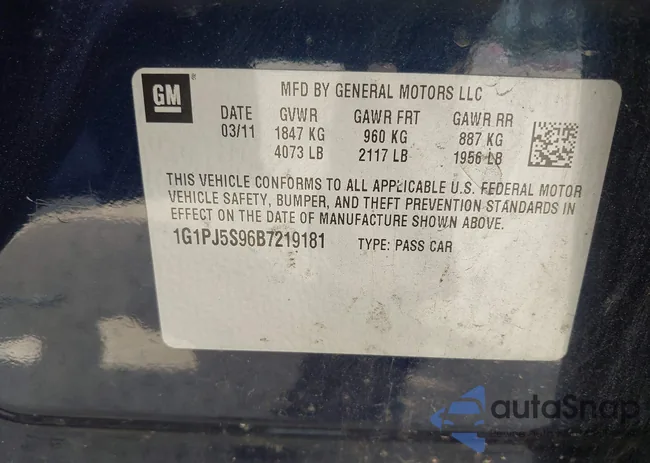 GM
MFD BY GENERAL MOTORS LLC
DATE GVWR GAWR FRT GAWR RR
03/11 1847 KG 960 KG 887 KG
4073 LB 2117 LB 1956 LB
THIS VEHICLE CONFORMS TO ALL APPLICABLE U.S. FEDERAL MOTOR
VEHICLE SAFETY, BUMPER, AND THEFT PREVENTION STANDARDS IN
EFFECT ON THE DATE OF MANUFACTURE SHOWN ABOVE.
1G1PJ5S96B7219181 TYPE: PASS CAR
autoSnap